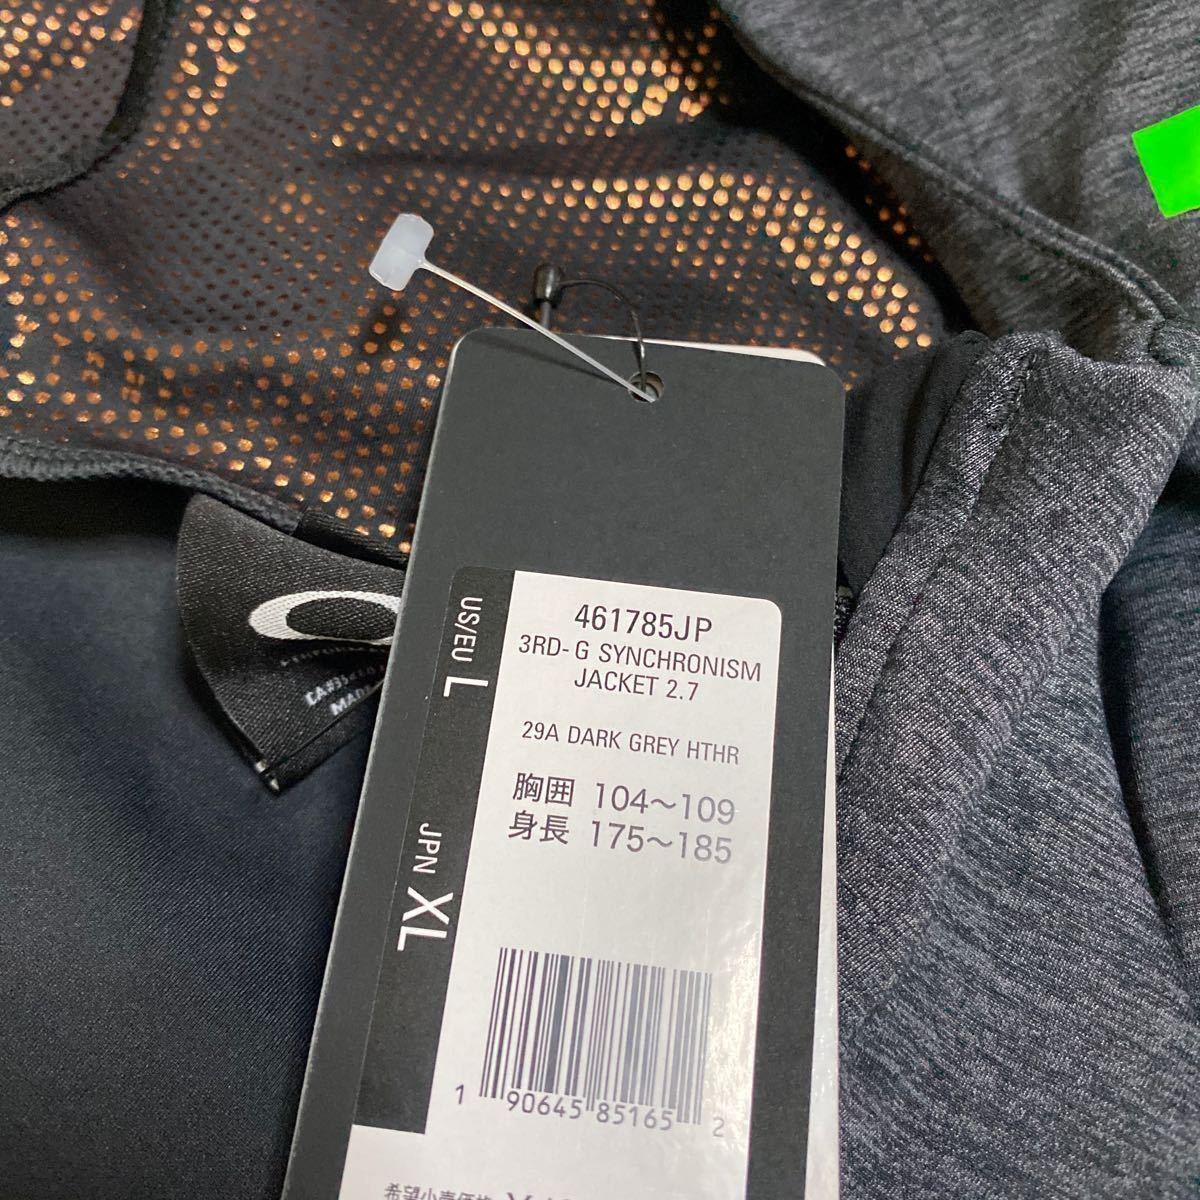 461785JP
3RD-G SYNCHRONISM
JACKET 2.7
29A DARK GREY HTHR
胸囲 104〜109
身長 175〜185
US/EU L
JPN XL
1 90645 85165 2
希望小売価格
MADE